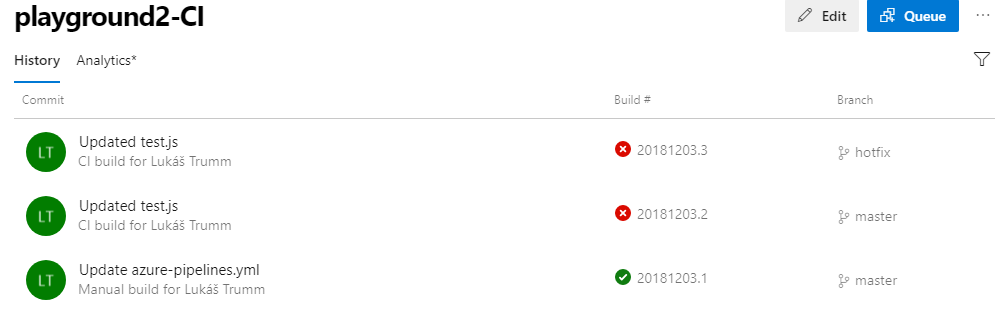 playground2-CI
Edit
Queue
History Analytics*
Commit Build # Branch
LT
Updated test.js
CI build for Lukáš Trumm
20181203.3
hotfix
LT
Updated test.js
CI build for Lukáš Trumm
20181203.2
master
LT
Update azure-pipelines.yml
Manual build for Lukáš Trumm
20181203.1
master